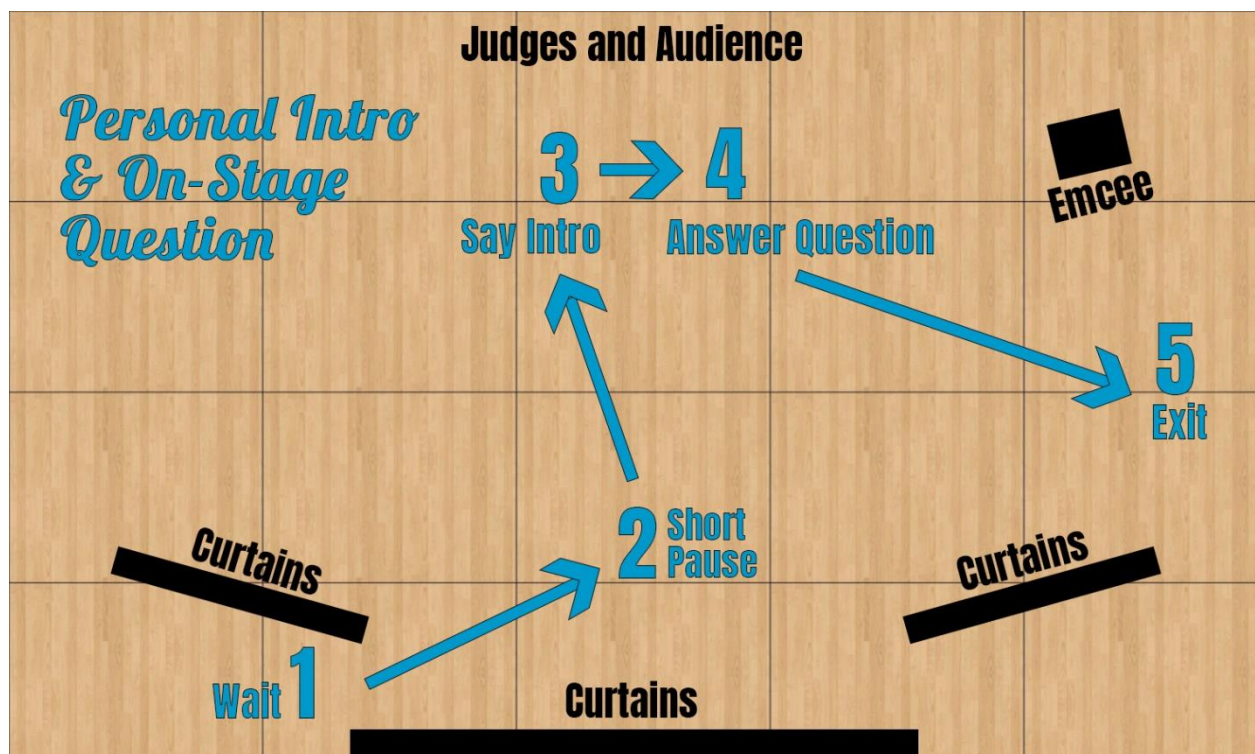 Judges and Audience
Personal Intro
& On-Stage
Question
3
4
Say Intro
Answer Question
Emcee
5
Exit
2
Short
Pause
Curtains
Curtains
Wait 1
Curtains